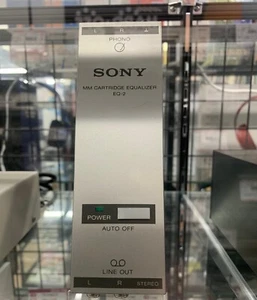 L R
PHONO
SONY
MM CARTRIDGE EQUALIZER
EQ-2
POWER
AUTO OFF
LINE OUT
L R STEREO